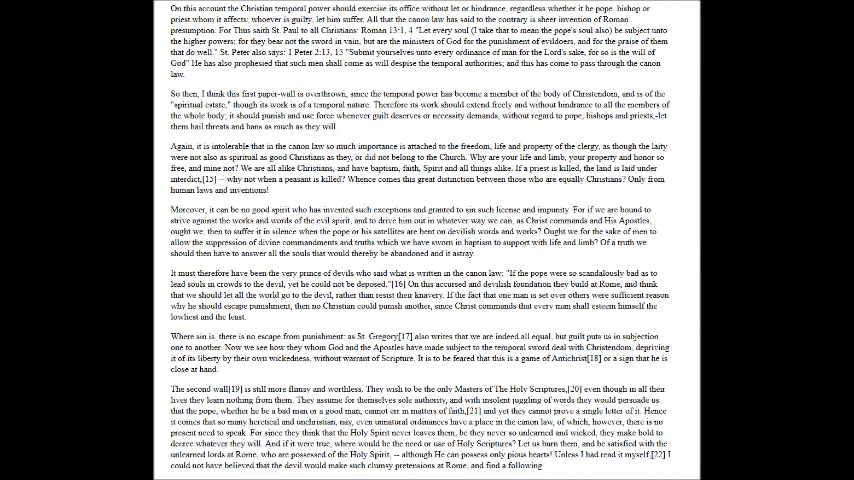 On this account the Christian temporal power should exercise its office without let or hindrance, regardless whether it be pope, bishop or
priest whom it affects; whoever is guilty, let him suffer. All that the canon law has said to the contrary is sheer invention of Roman
presumption. For Thus saith St. Paul to all Christians: Roman 13:1, 4 "Let every soul (I take that to mean the pope's soul also) be subject unto
the higher powers; for they bear not the sword in vain, but are the ministers of God for the punishment of evildoers, and for the praise of them
that do well." St. Peter also says: 1 Peter 2:13, 15 "Submit yourselves unto every ordinance of man for the Lord's sake, for so is the will of
God" He has also prophesied that such men shall come as will despise the temporal authorities; and this has come to pass through the canon
law.
So then, I think this first paper-wall is overthrown, since the temporal power has become a member of the body of Christendom, and is of the
"spiritual estate," though its work is of a temporal nature. Therefore its work should extend freely and without hindrance to all the members of
the whole body; it should punish and use force whenever guilt deserves or necessity demands, without regard to pope, bishops and priests,-let
them hail threats and bans as much as they will.
Again, it is intolerable that in the canon law so much importance is attached to the freedom, life and property of the clergy, as though the laity
were not also as spiritual as good Christians as they, or did not belong to the Church. Why are your life and limb, your property and honor so
free, and mine not? We are all alike Christians, and have baptism, faith, Spirit and all things alike. If a priest is killed, the land is laid under
interdict,[15] -- why not when a peasant is killed? Whence comes this great distinction between those who are equally Christians? Only from
human laws and inventions!
Moreover, it can be no good spirit who has invented such exceptions and granted to sin such license and impunity. For if we are bound to
strive against the works and words of the evil spirit, and to drive him out in whatever way we can, as Christ commands and His Apostles,
ought we, then to suffer it in silence when the pope or his satellites are bent on devilish words and works? Ought we for the sake of men to
allow the suppression of divine commandments and truths which we have sworn in baptism to support with life and limb? Of a truth we
should then have to answer all the souls that would thereby be abandoned and it astray.
It must therefore have been the very prince of devils who said what is written in the canon law: "If the pope were so scandalously bad as to
lead souls in crowds to the devil, yet he could not be deposed."[16] On this accursed and devilish foundation they build at Rome, and think
that we should let all the world go to the devil, rather than resist their knavery. If the fact that one man is set over others were sufficient reason
why he should escape punishment, then no Christian could punish another, since Christ commands that every man shall esteem himself the
lowliest and the least.
Where sin is, there is no escape from punishment: as St. Gregory[17] also writes that we are indeed all equal, but guilt puts us in subjection
one to another. Now we see how they whom God and the Apostles have made subject to the temporal sword deal with Christendom, depriving
it of its liberty by their own wickedness, without warrant of Scripture. It is to be feared that this is a game of Antichrist[18] or a sign that he is
close at hand.
The second wall[19] is still more flimsy and worthless. They wish to be the only Masters of The Holy Scriptures,[20] even though in all their
lives they learn nothing from them. They assume for themselves sole authority, and with insolent juggling of words they would persuade us
that the pope, whether he be a bad man or a good man, cannot err in matters of faith,[21] and yet they cannot prove a single letter of it. Hence
it comes that so many heretical and unchristian, nay, even unnatural ordinances have a place in the canon law, of which, however, there is no
present need to speak. For since they think that the Holy Spirit never leaves them, be they never so unlearned and wicked, they make bold to
decree whatever they will. And if it were true, where would be the need or use of Holy Scriptures? Let us burn them, and be satisfied with the
unlearned lords at Rome, who are possessed of the Holy Spirit, -- although He can possess only pious hearts! Unless I had read it myself,[22] I
could not have believed that the devil would make such clumsy pretensions at Rome, and find a following.